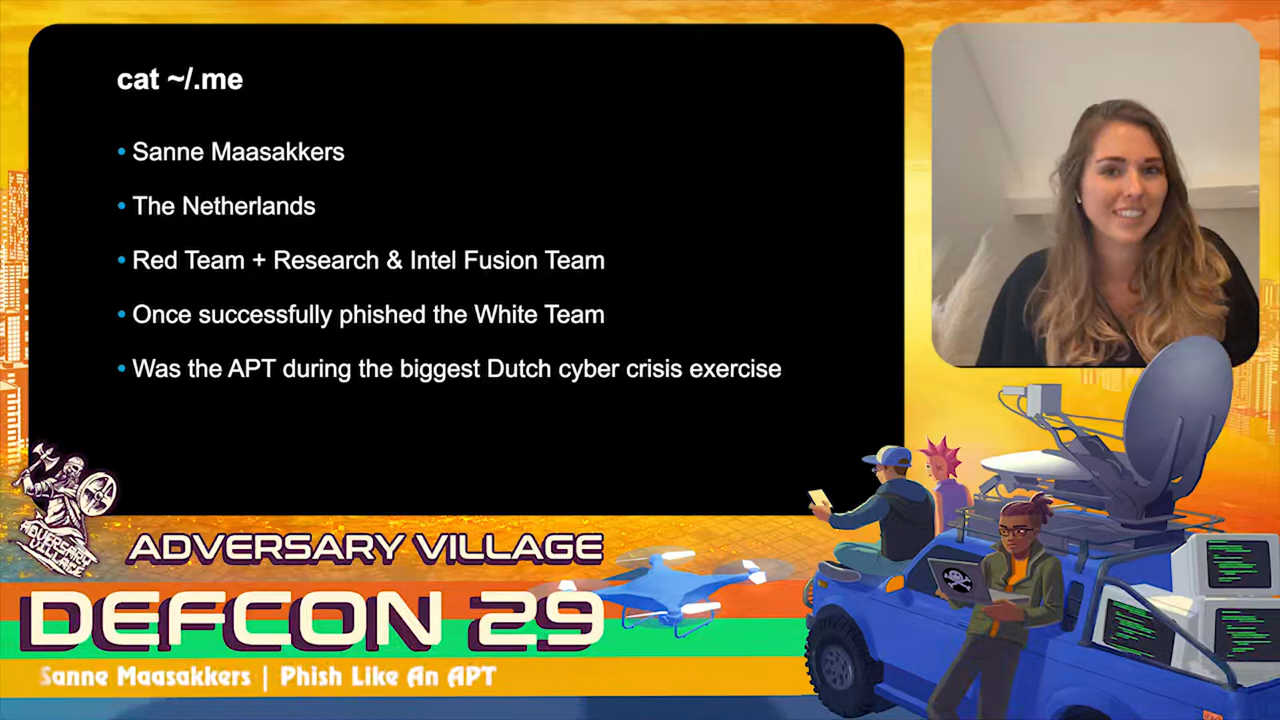 cat ~/.me
• Sanne Maasakkers
• The Netherlands
• Red Team + Research & Intel Fusion Team
• Once successfully phished the White Team
• Was the APT during the biggest Dutch cyber crisis exercise
ADVERSARY VILLAGE
ADVERSARY VILLAGE
DEFCON 29
Sanne Maasakkers | Phish Like An APT